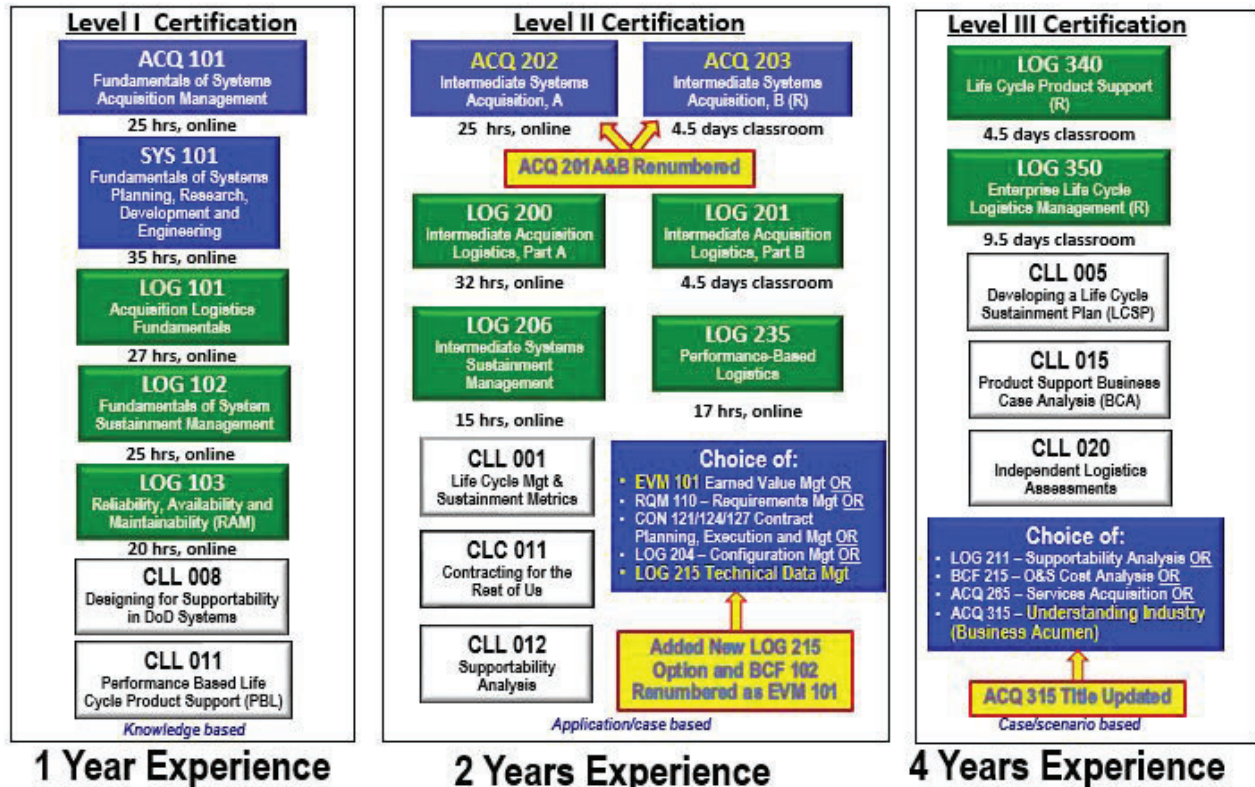 Level I Certification
ACQ 101
Fundamentals of Systems
Acquisition Management
25 hrs, online
SYS 101
Fundamentals of Systems
Planning, Research,
Development and
Engineering
35 hrs, online
LOG 101
Acquisition Logistics
Fundamentals
27 hrs, online
LOG 102
Fundamentals of System
Sustainment Management
25 hrs, online
LOG 103
Reliability, Availability and
Maintainability (RAM)
20 hrs, online
CLL 008
Designing for Supportability
in DoD Systems
CLL 011
Performance Based Life
Cycle Product Support (PBL)
Knowledge based
1 Year Experience
Level II Certification
ACQ 202
Intermediate Systems
Acquisition, A
25 hrs, online
ACQ 203
Intermediate Systems
Acquisition, B (R)
4.5 days classroom
ACQ 201A&B Renumbered
LOG 200
Intermediate Acquisition
Logistics, Part A
32 hrs, online
LOG 201
Intermediate Acquisition
Logistics, Part B
4.5 days classroom
LOG 206
Intermediate Systems
Sustainment
Management
15 hrs, online
LOG 235
Performance-Based
Logistics
17 hrs, online
CLL 001
Life Cycle Mgt &
Sustainment Metrics
CLC 011
Contracting for the
Rest of Us
CLL 012
Supportability
Analysis
Choice of:
• EVM 101 Earned Value Mgt OR
• RQM 110 – Requirements Mgt OR
• CON 121/124/127 Contract
Planning, Execution and Mgt OR
• LOG 204 – Configuration Mgt OR
• LOG 215 Technical Data Mgt
Added New LOG 215
Option and BCF 102
Renumbered as EVM 101
Application/case based
2 Years Experience
Level III Certification
LOG 340
Life Cycle Product Support
(R)
4.5 days classroom
LOG 350
Enterprise Life Cycle
Logistics Management (R)
9.5 days classroom
CLL 005
Developing a Life Cycle
Sustainment Plan (LCSP)
CLL 015
Product Support Business
Case Analysis (BCA)
CLL 020
Independent Logistics
Assessments
Choice of:
• LOG 211 – Supportability Analysis OR
• BCF 215 – O&S Cost Analysis OR
• ACQ 265 – Services Acquisition OR
• ACQ 315 – Understanding Industry
(Business Acumen)
ACQ 315 Title Updated
Case/scenario based
4 Years Experience